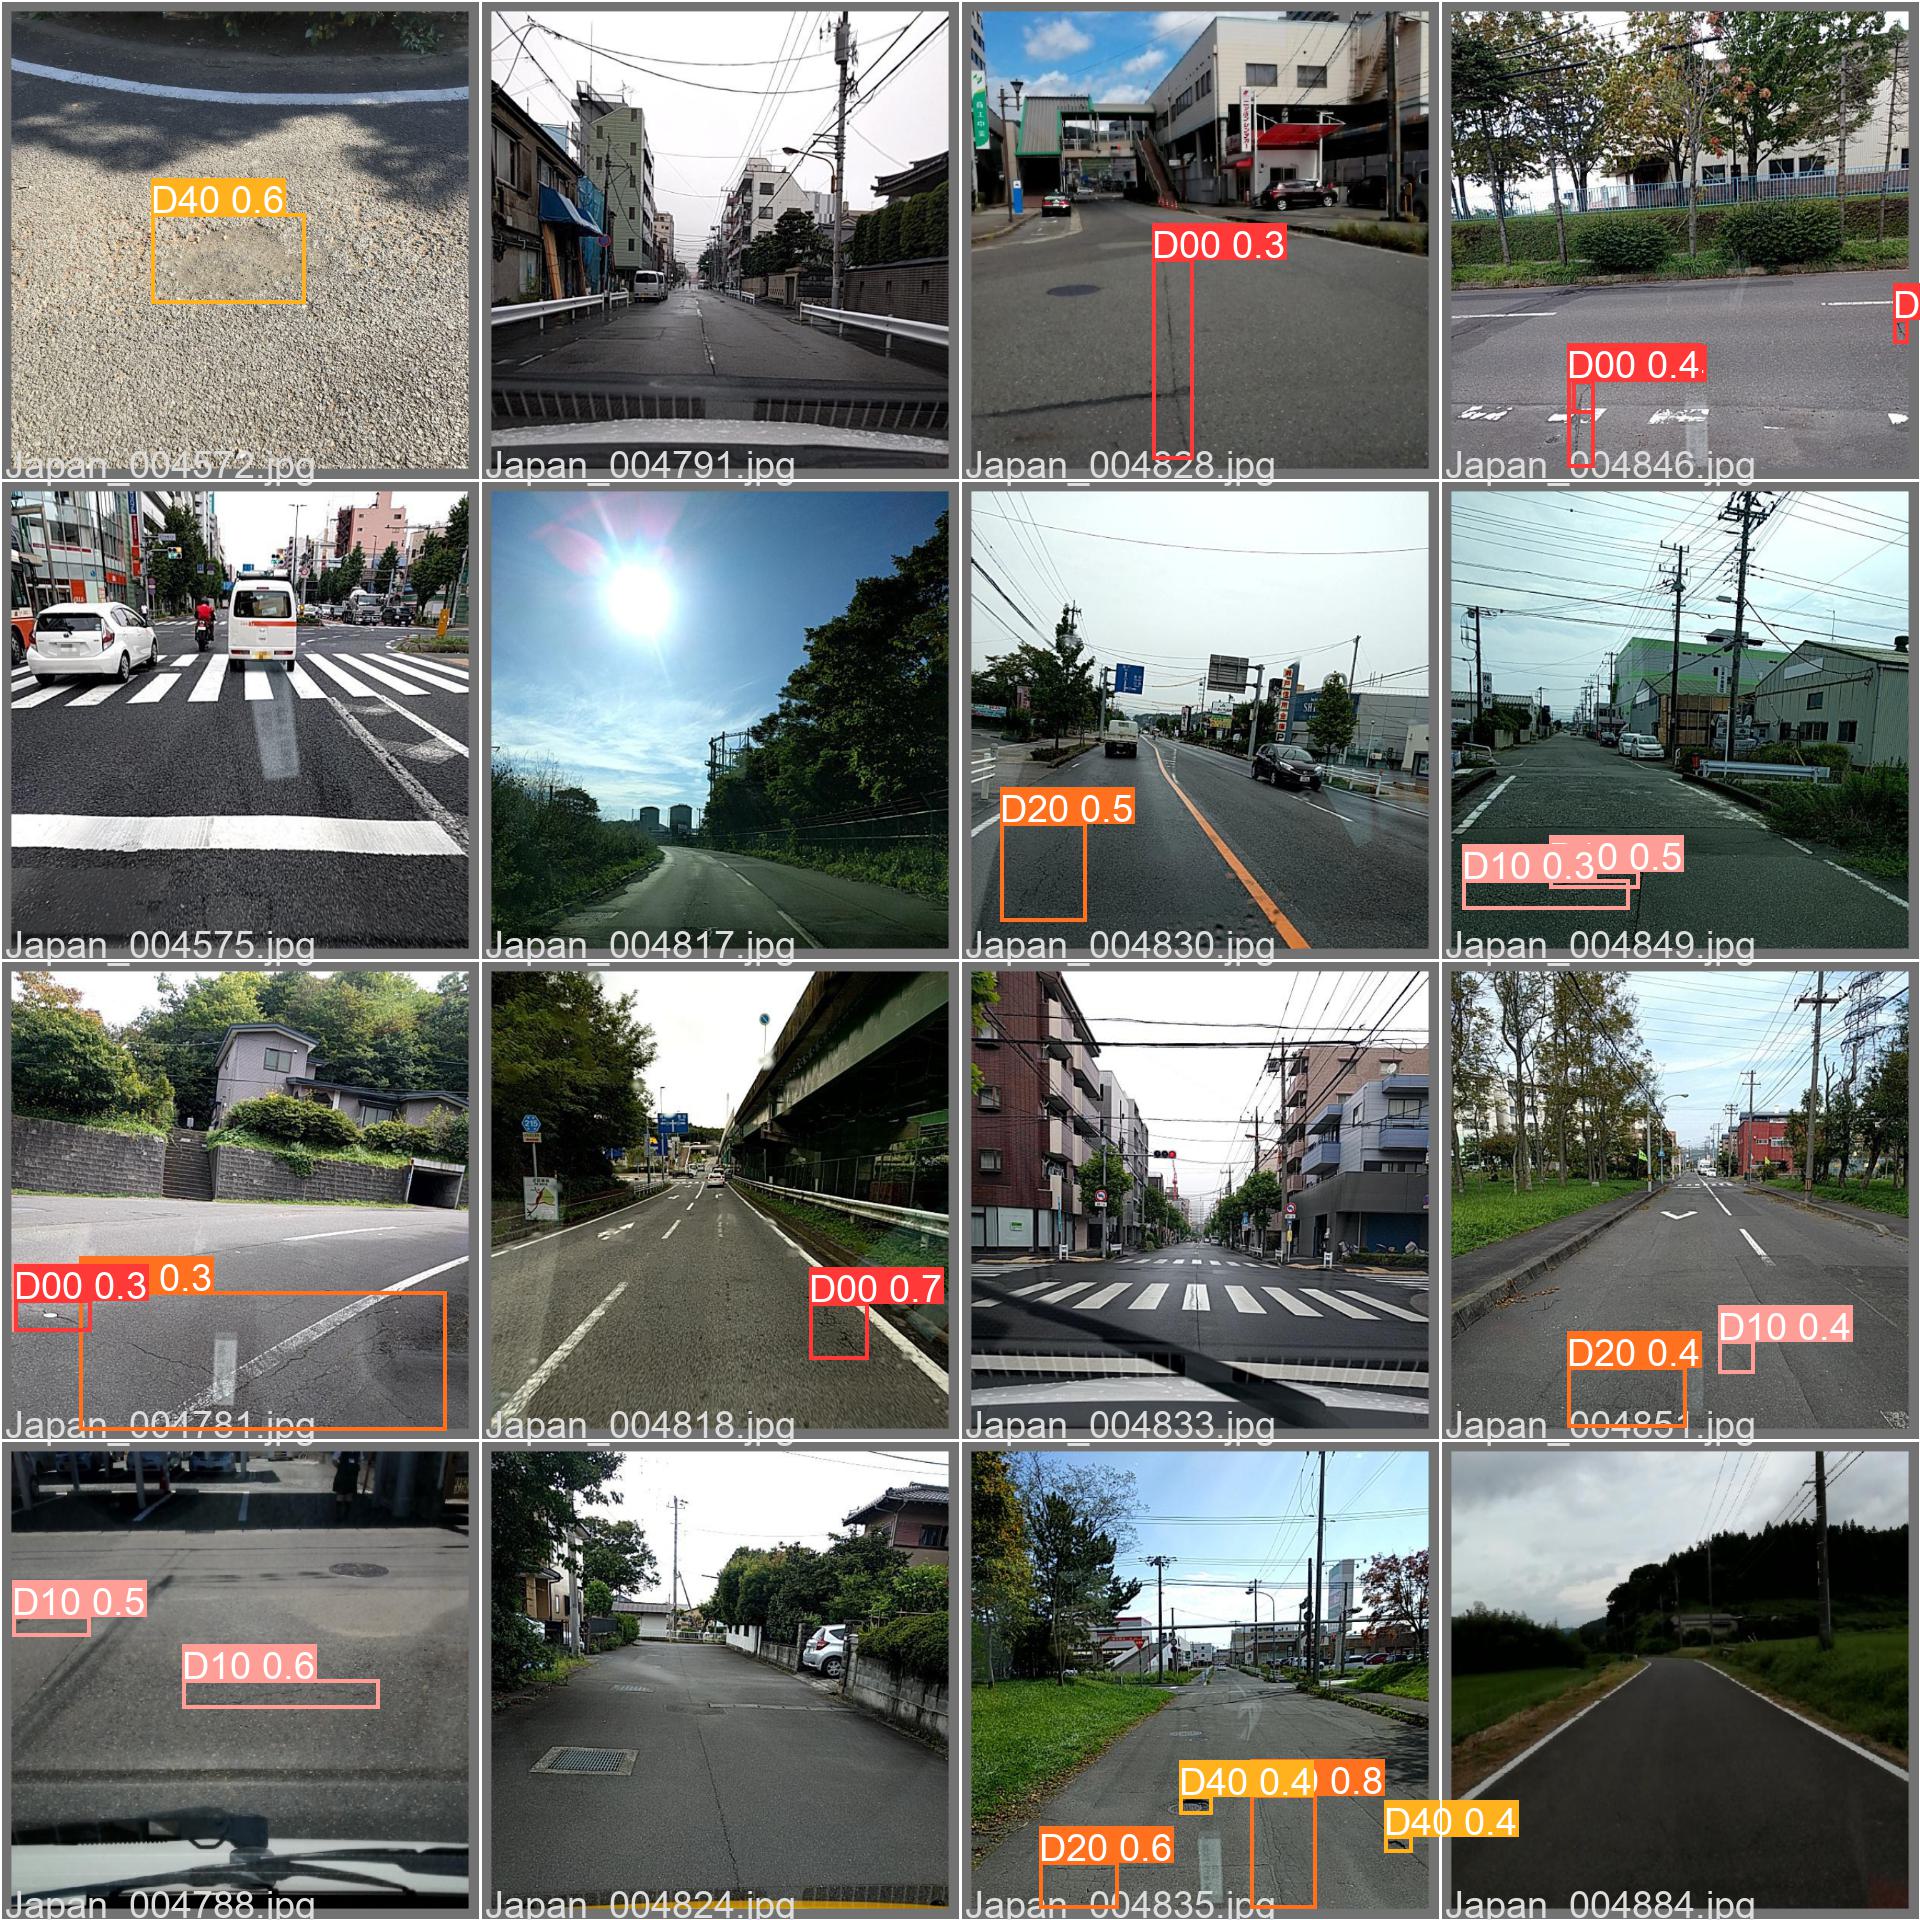 D40 0.6
D00 0.3
D00 0.4
D
Japan_004572.jpg
Japan_004791.jpg
Japan_004828.jpg
Japan_004846.jpg
D20 0.5
D10 0.3
0 0.5
Japan_004575.jpg
Japan_004817.jpg
Japan_004830.jpg
Japan_004849.jpg
D00 0.3
0.3
215
D00 0.7
D10 0.4
D20 0.4
Japan_004781.jpg
Japan_004818.jpg
Japan_004833.jpg
Japan_004851.jpg
D10 0.5
D10 0.6
D40 0.4
0.8
D40 0.4
D20 0.6
Japan_004788.jpg
Japan_004824.jpg
Japan_004835.jpg
Japan_004884.jpg